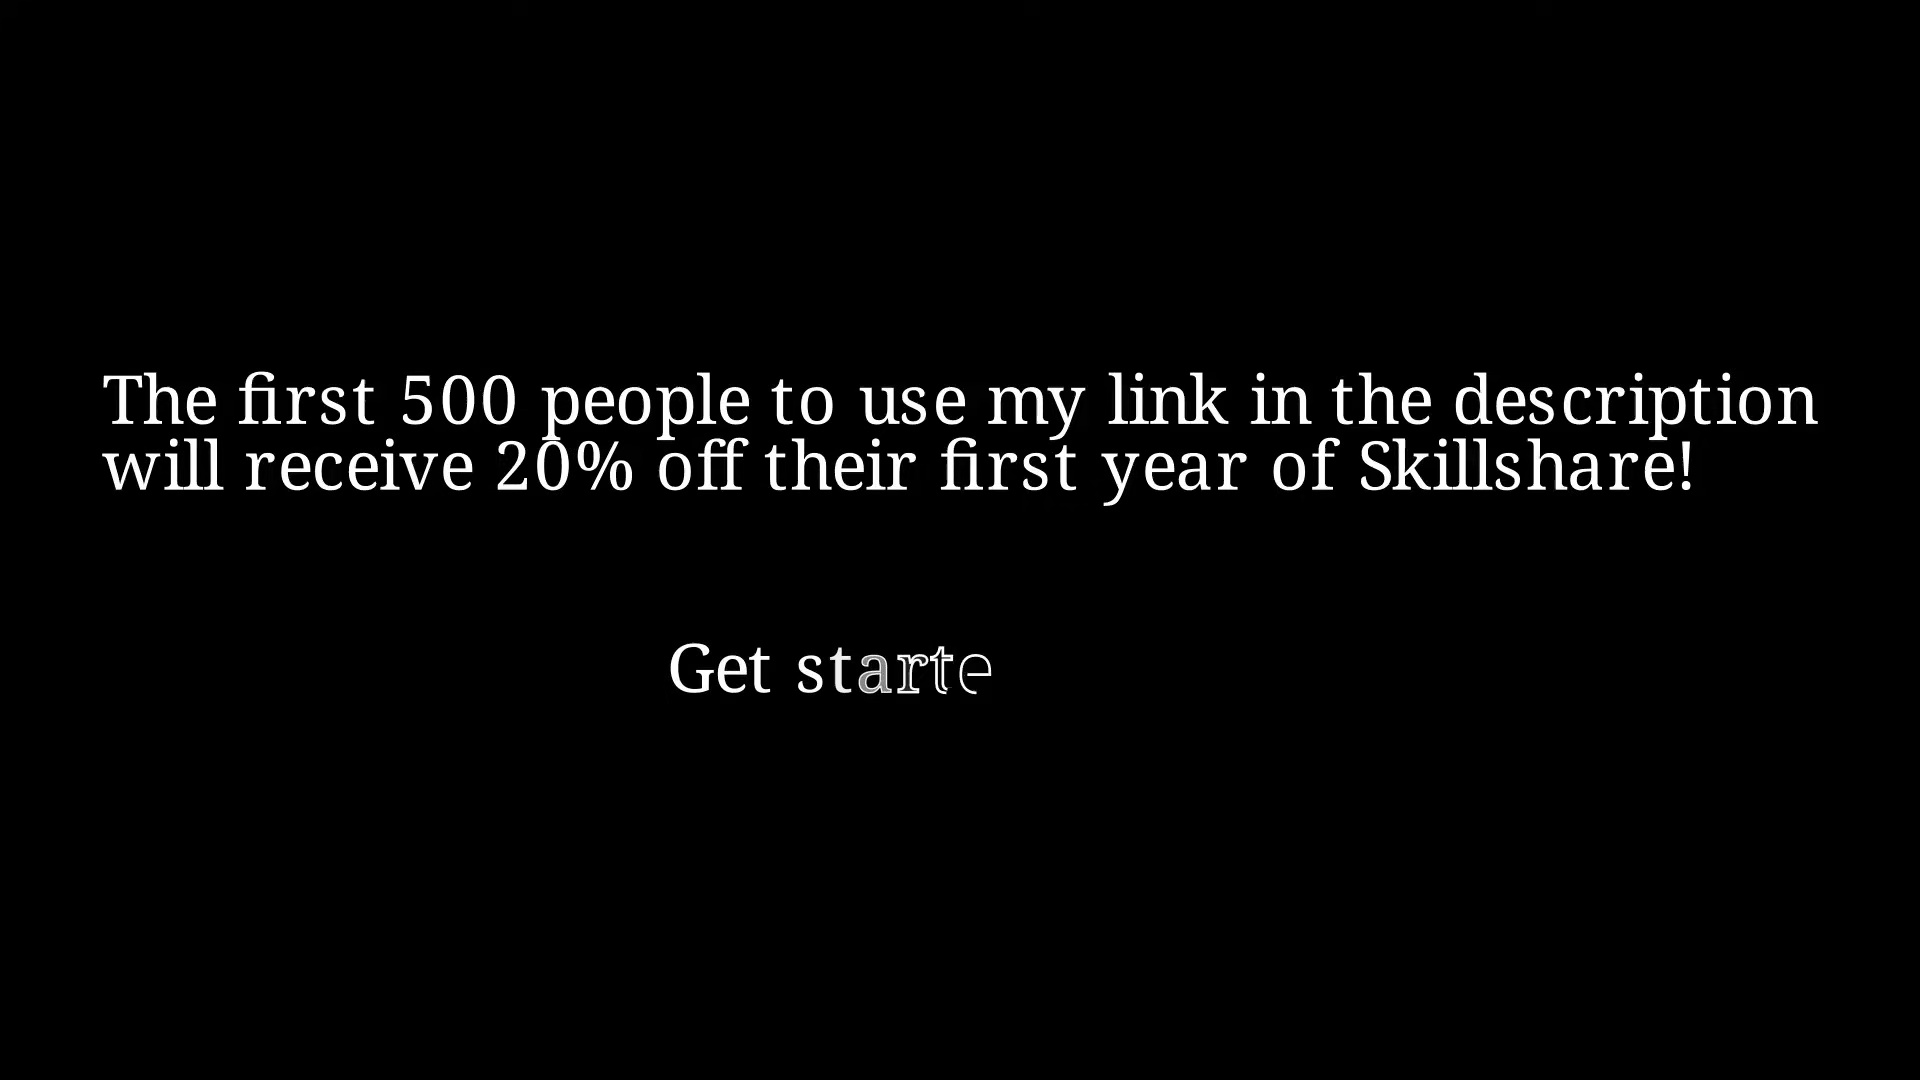 The first 500 people to use my link in the description
will receive 20% off their first year of Skillshare!
Get starte